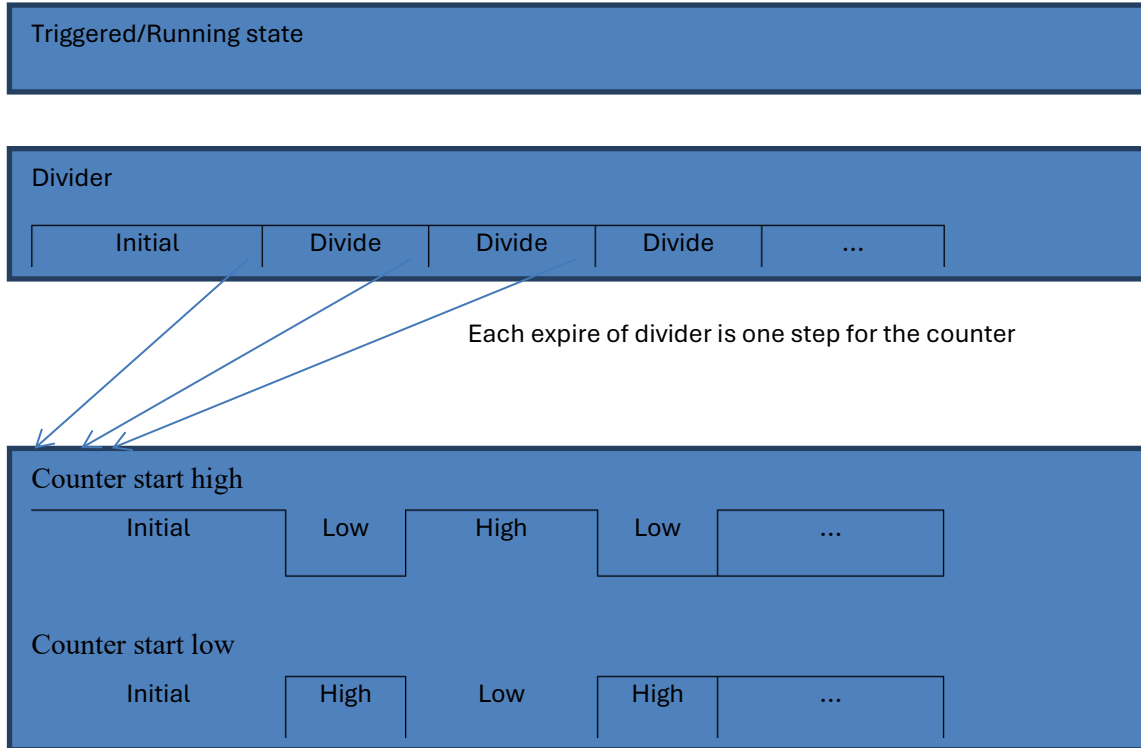 Triggered/Running state
Divider
Initial Divide Divide Divide ...
Each expire of divider is one step for the counter
Counter start high
Initial Low High Low ...
Counter start low
Initial High Low High ...